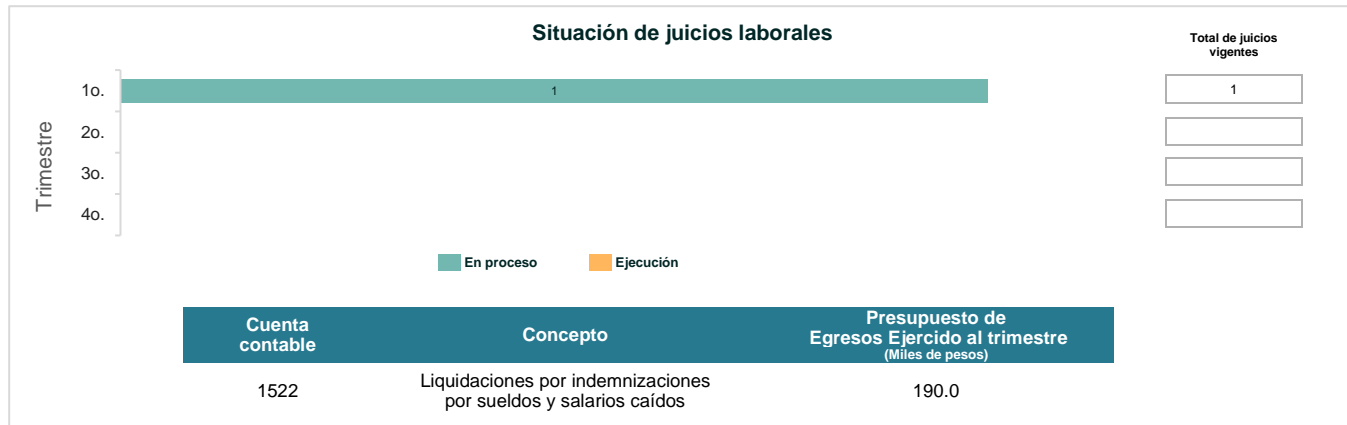 Situación de juicios laborales
Total de juicios
vigentes
Trimestre
1o.
1
1
2o.
3o.
4o.
En proceso
Ejecución
Cuenta
contable
Concepto
Presupuesto de
Egresos Ejercido al trimestre
(Miles de pesos)
1522
Liquidaciones por indemnizaciones
por sueldos y salarios caídos
190.0